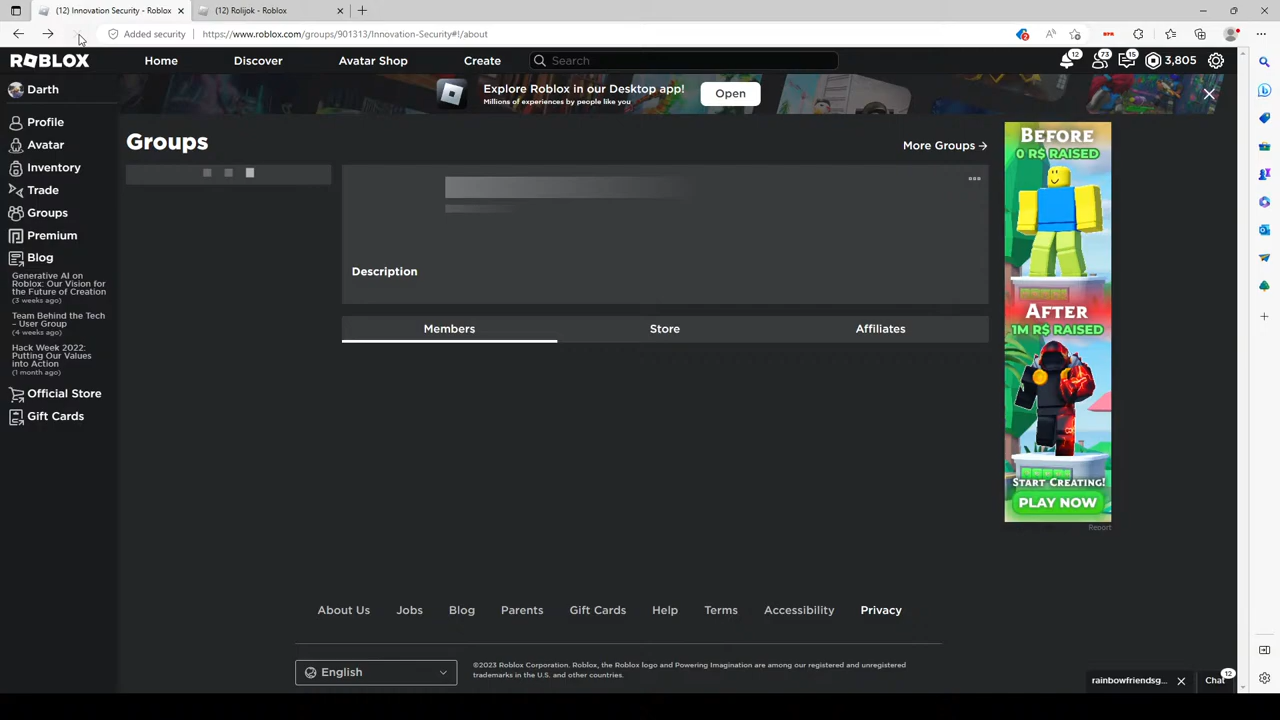 (12) Innovation Security - Roblox
(12) Rolijok - Roblox
Added security
https://www.roblox.com/groups/901313/Innovation-Security#!/about
2
12
73
15
ROBLOX
Home
Discover
Avatar Shop
Create
Search
3,805
Explore Roblox in our Desktop app!
Millions of experiences by people like you
Open
Darth
Profile
Avatar
Inventory
Trade
Groups
Premium
Blog
Generative AI on
Roblox: Our Vision for
the Future of Creation
(3 weeks ago)
Team Behind the Tech
– User Group
(4 weeks ago)
Hack Week 2022:
Putting Our Values
into Action
(1 month ago)
Official Store
Gift Cards
Groups
More Groups
Description
Members
Store
Affiliates
BEFORE
0 R$ RAISED
AFTER
1M R$ RAISED
START CREATING!
PLAY NOW
Report
About Us
Jobs
Blog
Parents
Gift Cards
Help
Terms
Accessibility
Privacy
English
©2023 Roblox Corporation. Roblox, the Roblox logo and Powering Imagination are among our registered and unregistered
trademarks in the U.S. and other countries.
rainbowfriendsg...
Chat
12